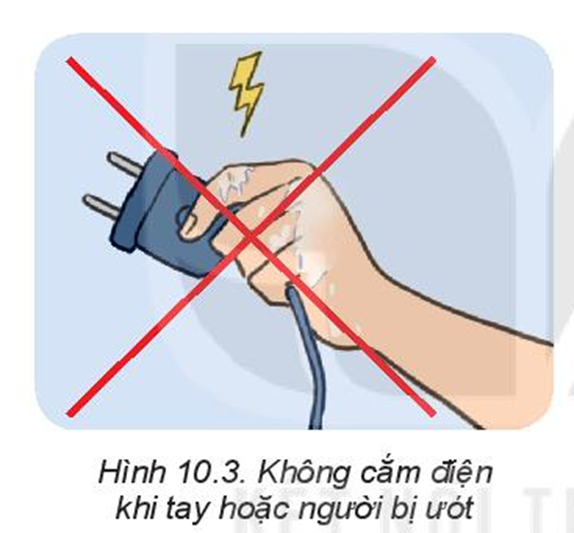 Hình 10.3. Không cắm điện
khi tay hoặc người bị ướt